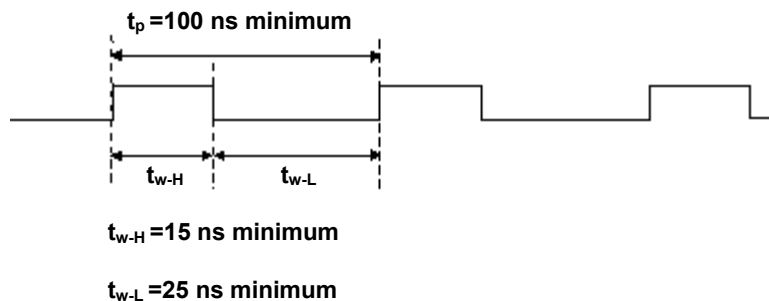 tp =100 ns minimum
tw-H tw-L
tw-H =15 ns minimum
tw-L =25 ns minimum